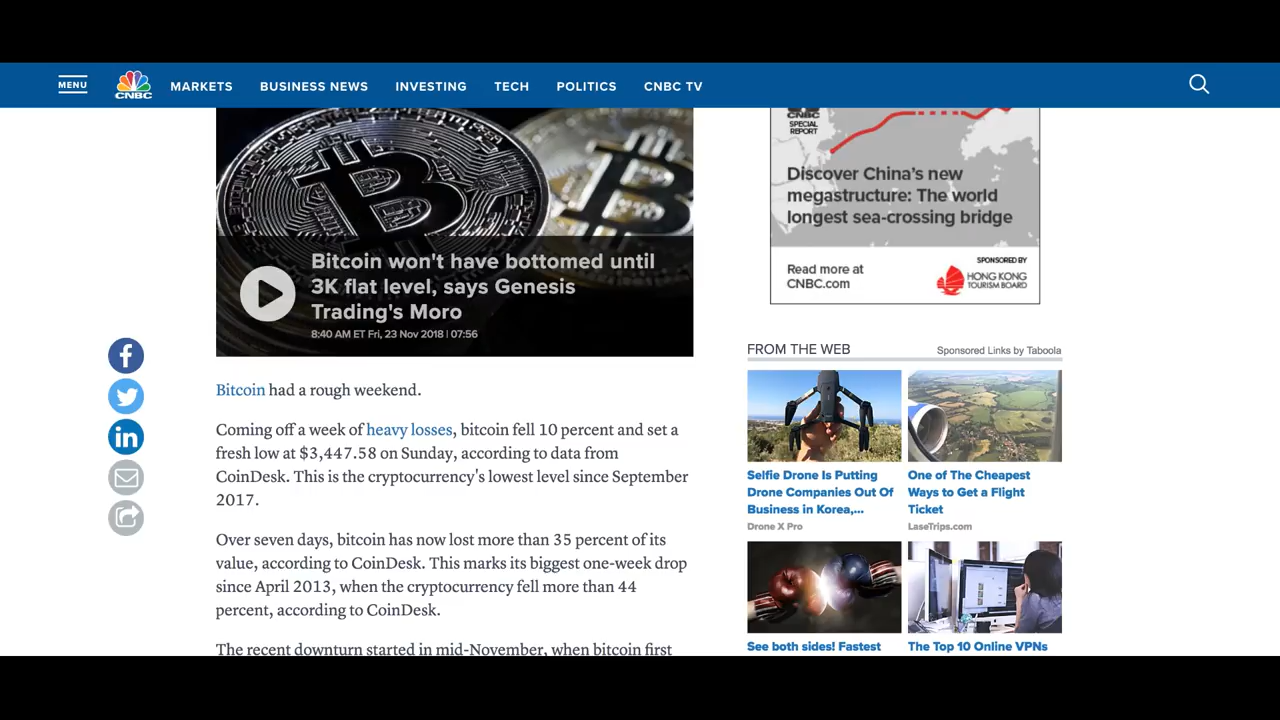 MENU
CNBC
MARKETS
BUSINESS NEWS
INVESTING
TECH
POLITICS
CNBC TV
Bitcoin won't have bottomed until
3K flat level, says Genesis
Trading's Moro
8:40 AM ET Fri, 23 Nov 2018 | 07:56
Bitcoin had a rough weekend.
Coming off a week of heavy losses, bitcoin fell 10 percent and set a
fresh low at $3,447.58 on Sunday, according to data from
CoinDesk. This is the cryptocurrency's lowest level since September
2017.
Over seven days, bitcoin has now lost more than 35 percent of its
value, according to CoinDesk. This marks its biggest one-week drop
since April 2013, when the cryptocurrency fell more than 44
percent, according to CoinDesk.
The recent downturn started in mid-November, when bitcoin first
CNBC
SPECIAL
REPORT
Discover China's new
megastructure: The world
longest sea-crossing bridge
Read more at
CNBC.com
SPONSORED BY
HONG KONG
TOURISM BOARD
FROM THE WEB
Sponsored Links by Taboola
Selfie Drone Is Putting
Drone Companies Out Of
Business in Korea,...
Drone X Pro
One of The Cheapest
Ways to Get a Flight
Ticket
LaseTrips.com
See both sides! Fastest
The Top 10 Online VPNs